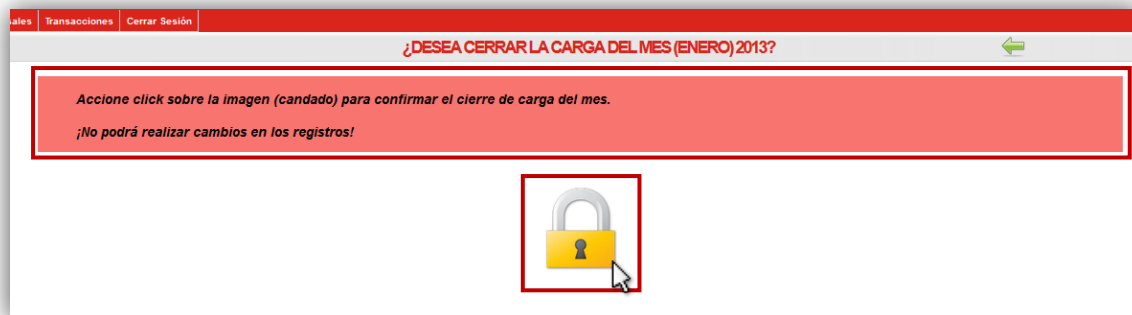 ales Transacciones Cerrar Sesión
¿DESEA CERRAR LA CARGA DEL MES (ENERO) 2013?
Accione click sobre la imagen (candado) para confirmar el cierre de carga del mes.
¡No podrá realizar cambios en los registros!